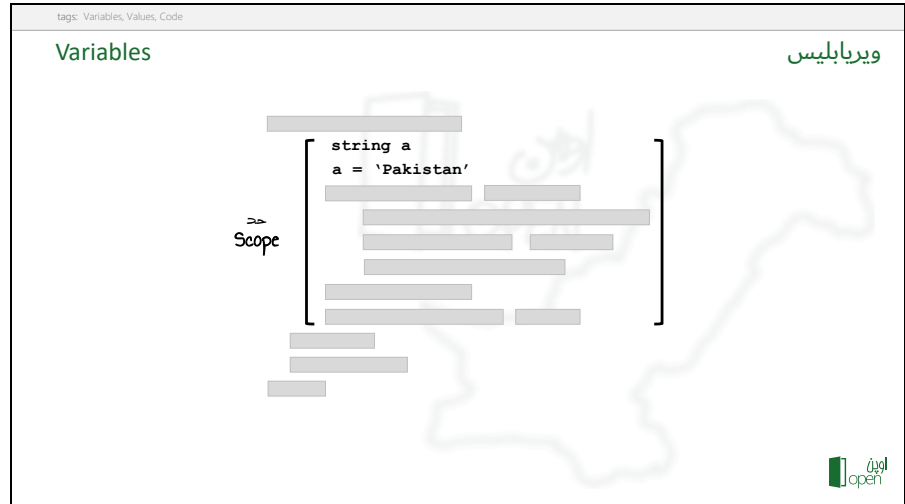 tags: Variables, Values, Code
Variables
ویریابلیس
string a
a = ‘Pakistan’
حد
Scope
اوپن
open